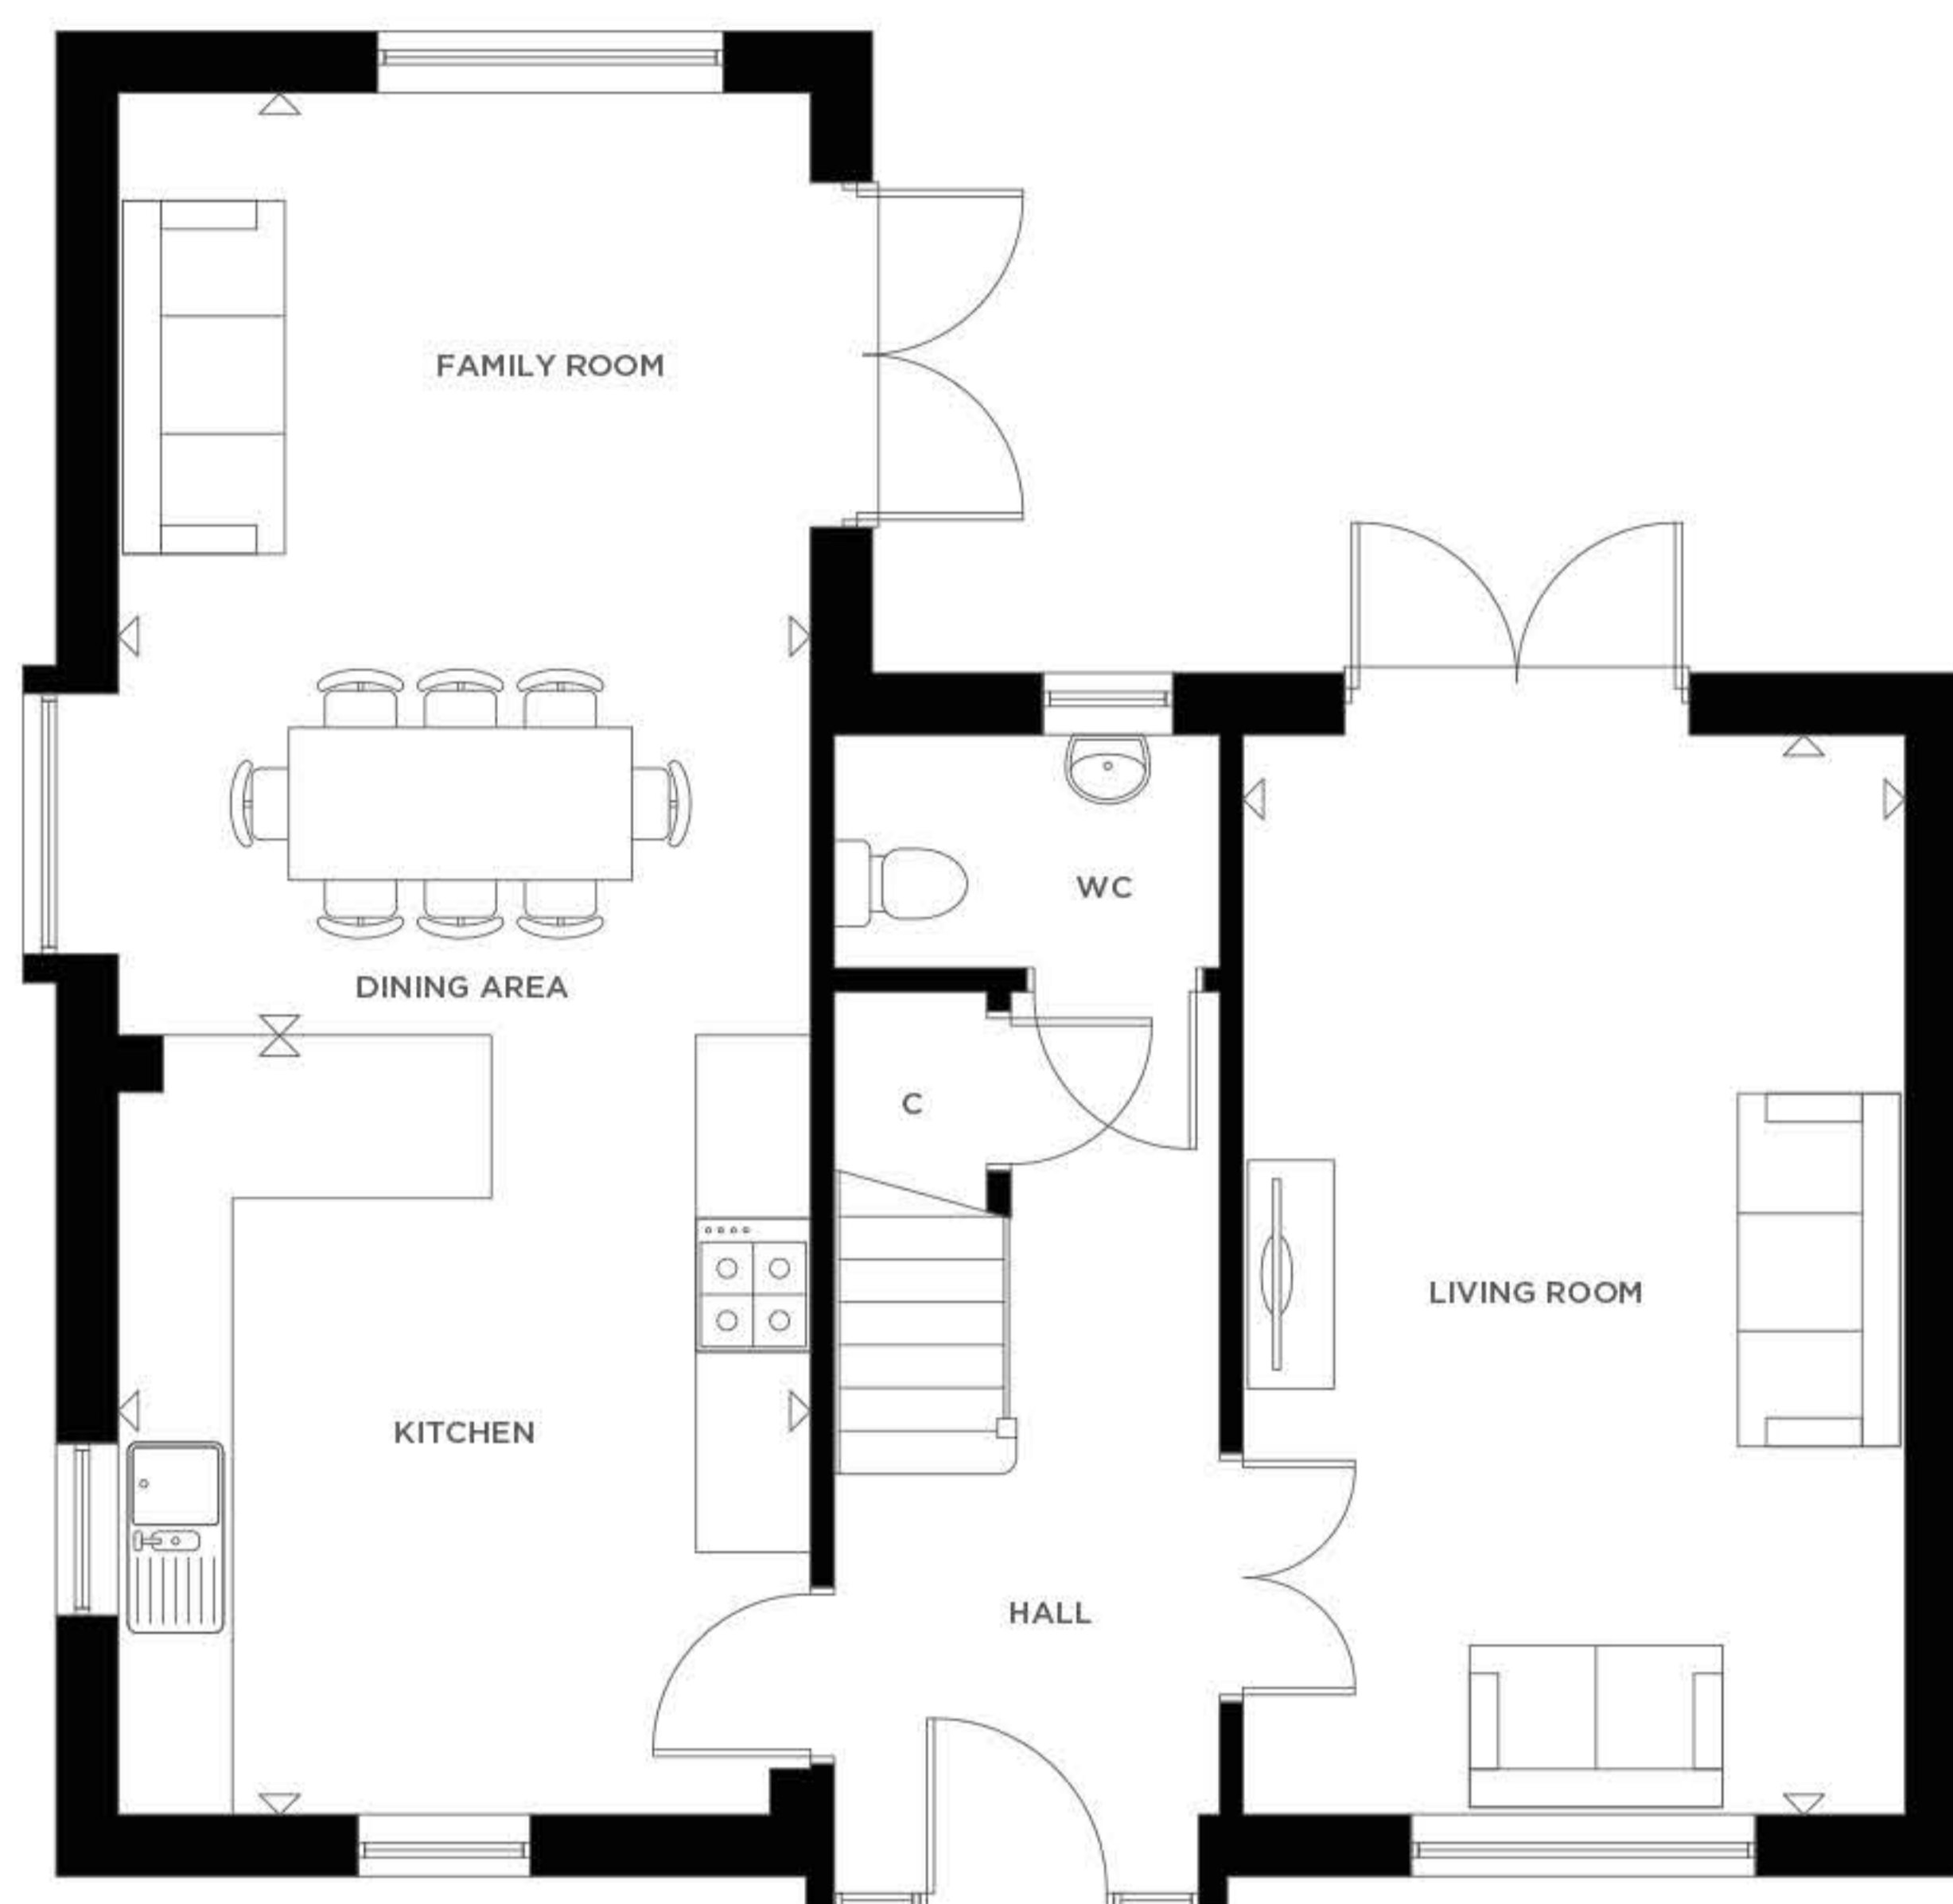 FAMILY ROOM
WC
DINING AREA
C
LIVING ROOM
KITCHEN
HALL